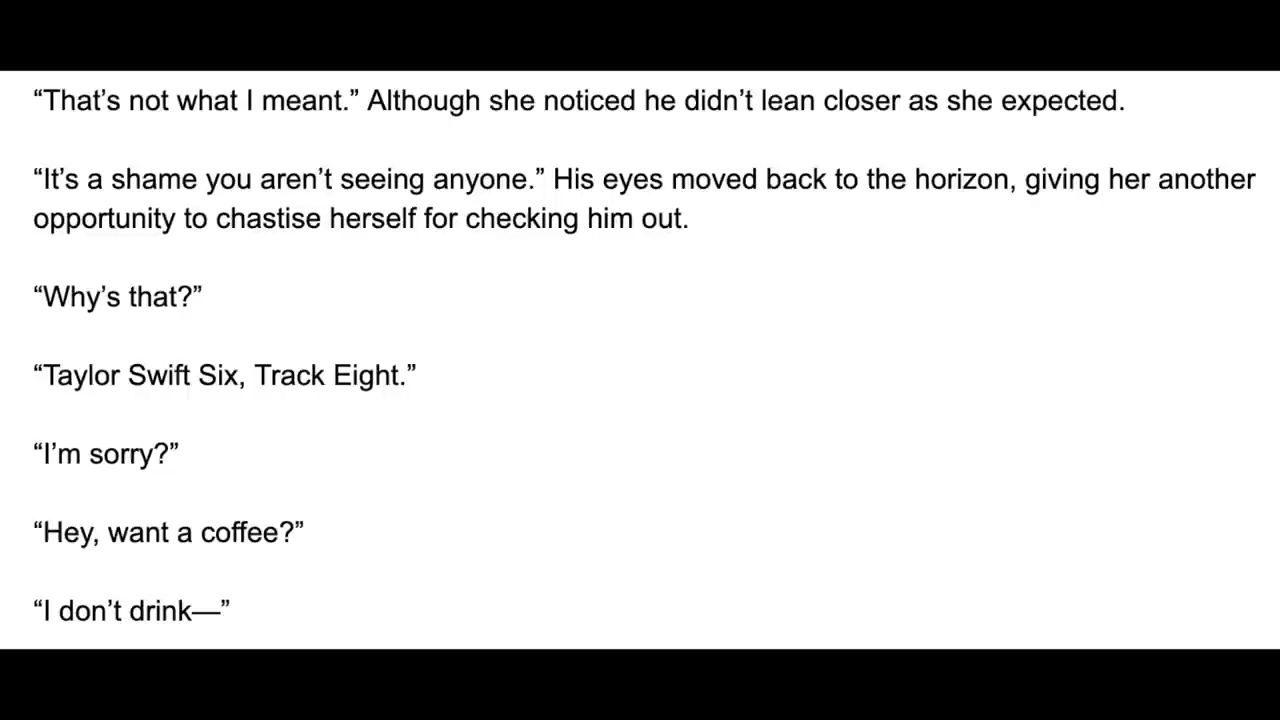 “That’s not what I meant.” Although she noticed he didn’t lean closer as she expected.
“It’s a shame you aren’t seeing anyone.” His eyes moved back to the horizon, giving her another
opportunity to chastise herself for checking him out.
“Why’s that?”
“Taylor Swift Six, Track Eight.”
“I’m sorry?”
“Hey, want a coffee?”
“I don’t drink—”